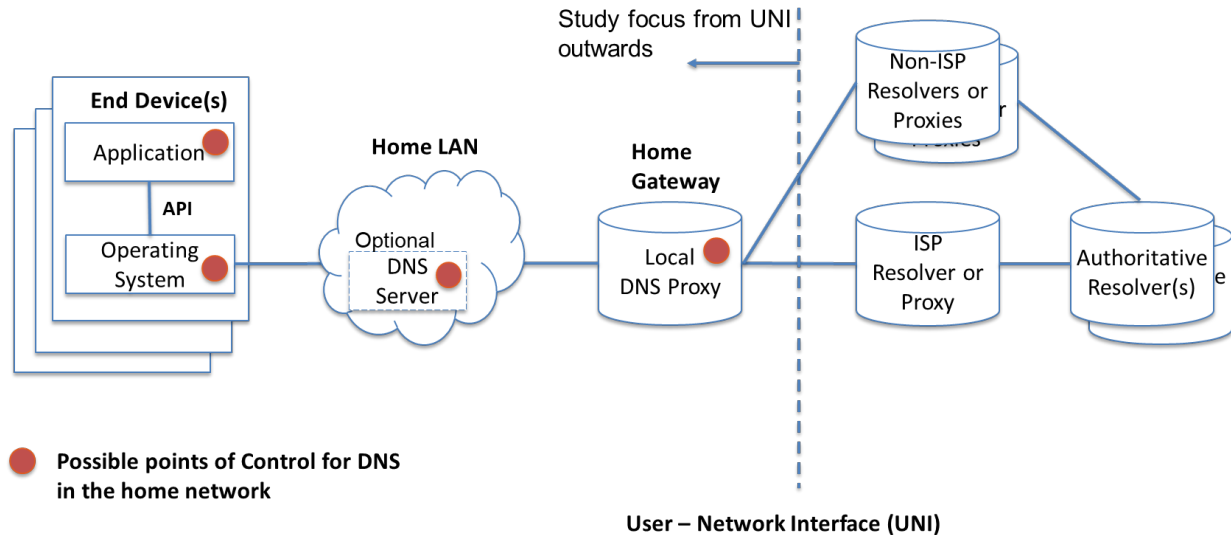 Study focus from UNI
outwards
End Device(s)
Application
API
Operating
System
Home LAN
Optional
DNS
Server
Home
Gateway
Local
DNS Proxy
Non-ISP
Resolvers or
Proxies
r
Proxies
ISP
Resolver or
Proxy
Authoritative
Resolver(s)
e
Possible points of Control for DNS
in the home network
User – Network Interface (UNI)